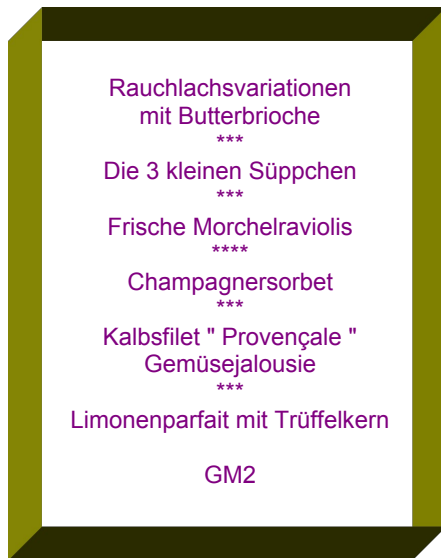 Rauchlachsvariationen
mit Butterbrioche
***
Die 3 kleinen Süppchen
***
Frische Morchelraviolis
****
Champagnersorbet
***
Kalbsfilet " Provençale "
Gemüsejalousie
***
Limonenparfait mit Trüffelkern
GM2